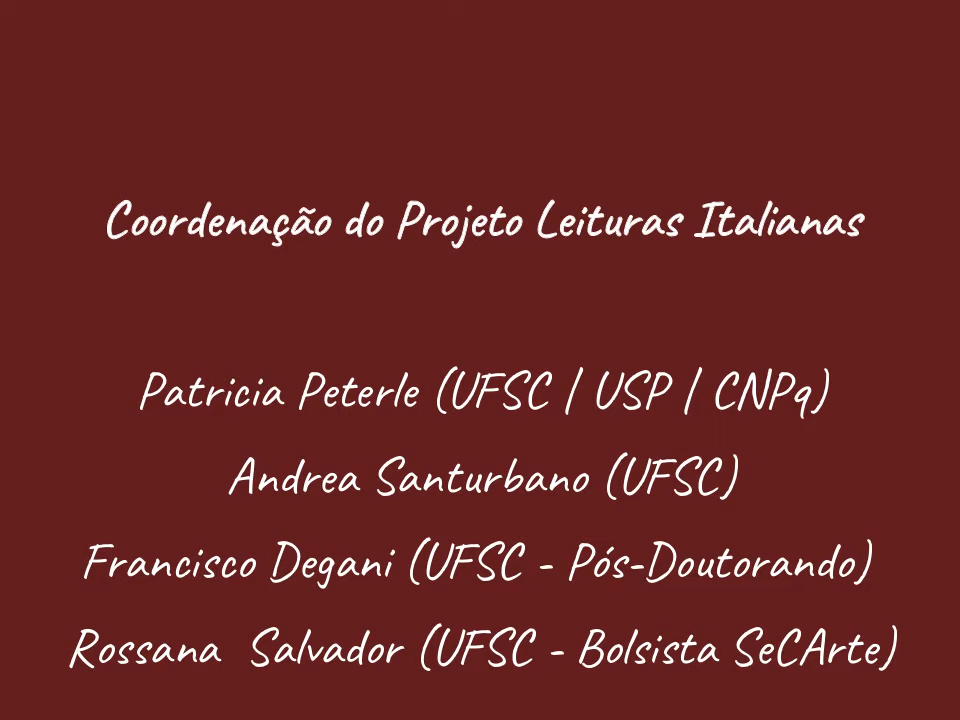 Coordenação do Projeto Leituras Italianas
Patricia Peterle (UFSC | USP | CNPq)
Andrea Santurbano (UFSC)
Francisco Degani (UFSC - Pós-Doutorando)
Rossana Salvador (UFSC - Bolsista SeCArte)